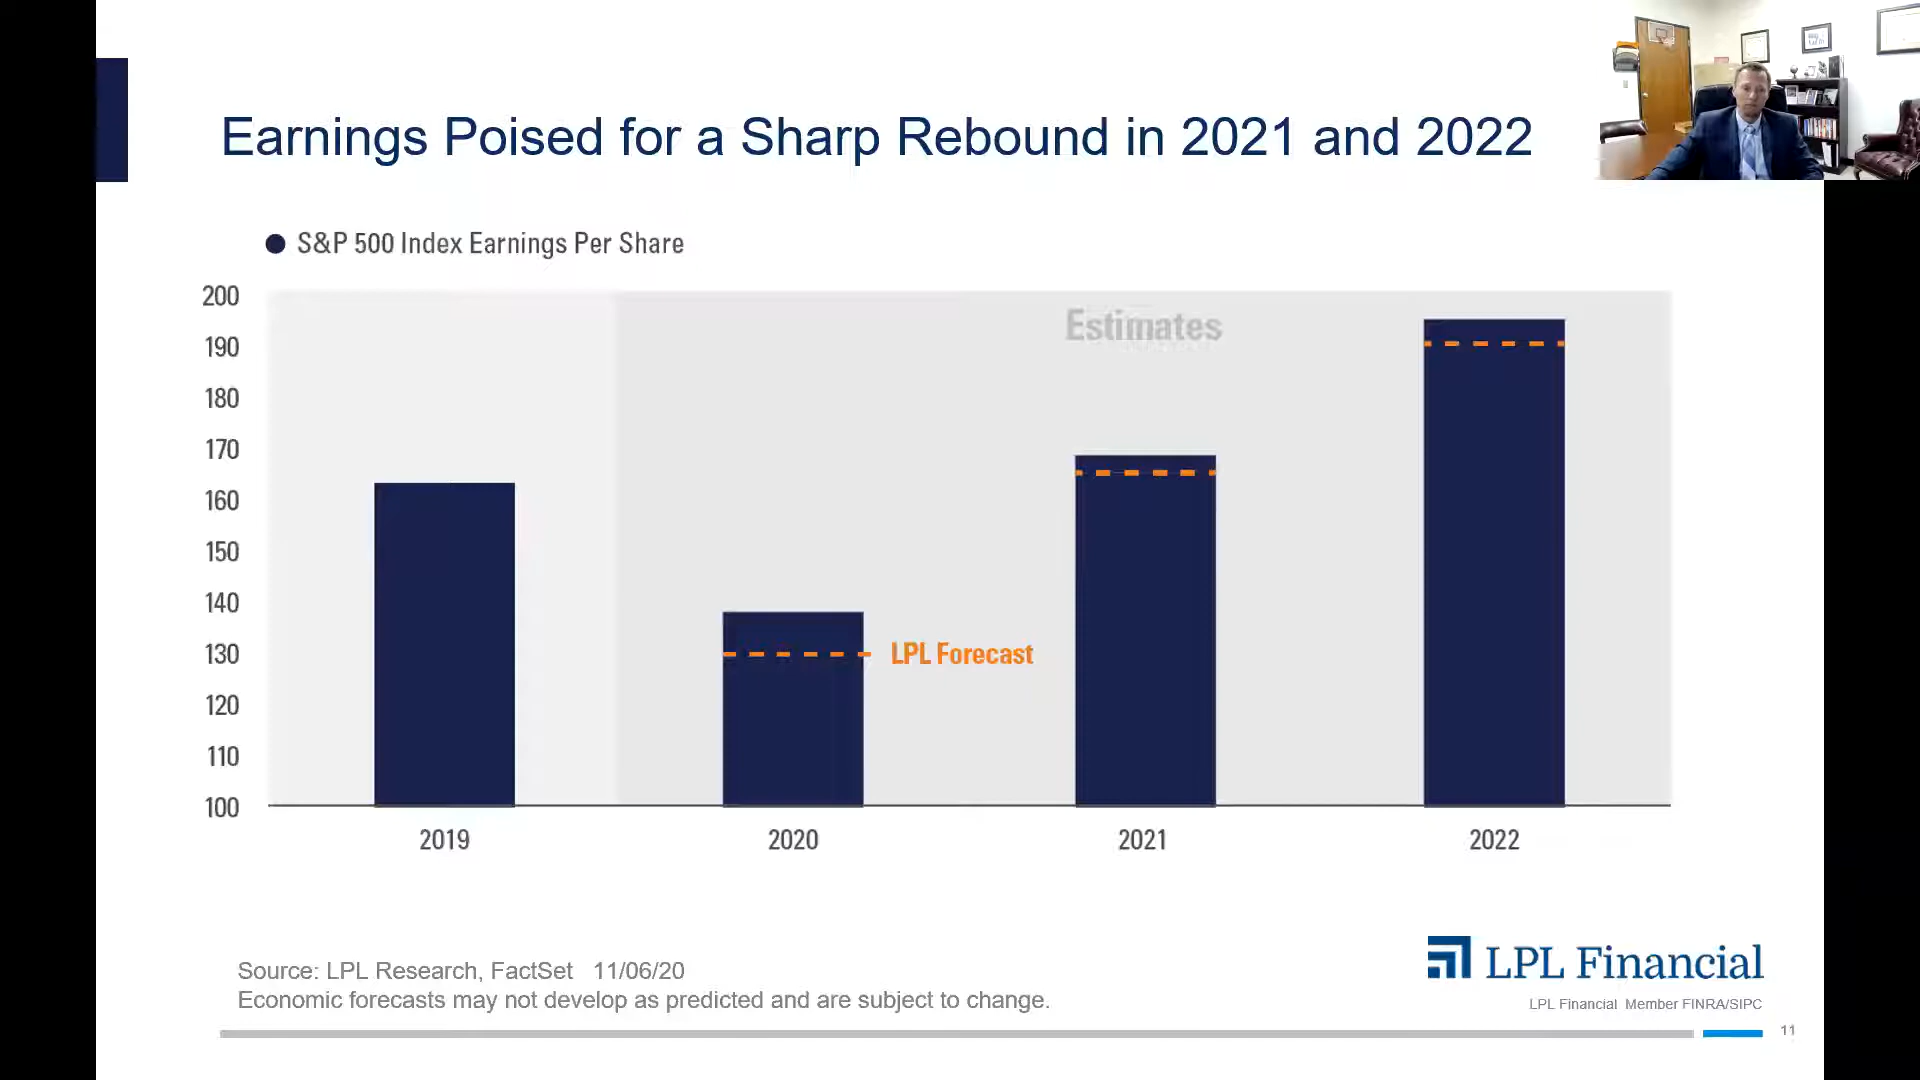 Earnings Poised for a Sharp Rebound in 2021 and 2022
S&P 500 Index Earnings Per Share
200
190
180
170
160
150
140
130
120
110
100
Estimates
LPL Forecast
2019 2020 2021 2022
Source: LPL Research, FactSet 11/06/20
Economic forecasts may not develop as predicted and are subject to change.
LPL Financial
LPL Financial Member FINRA/SIPC
11